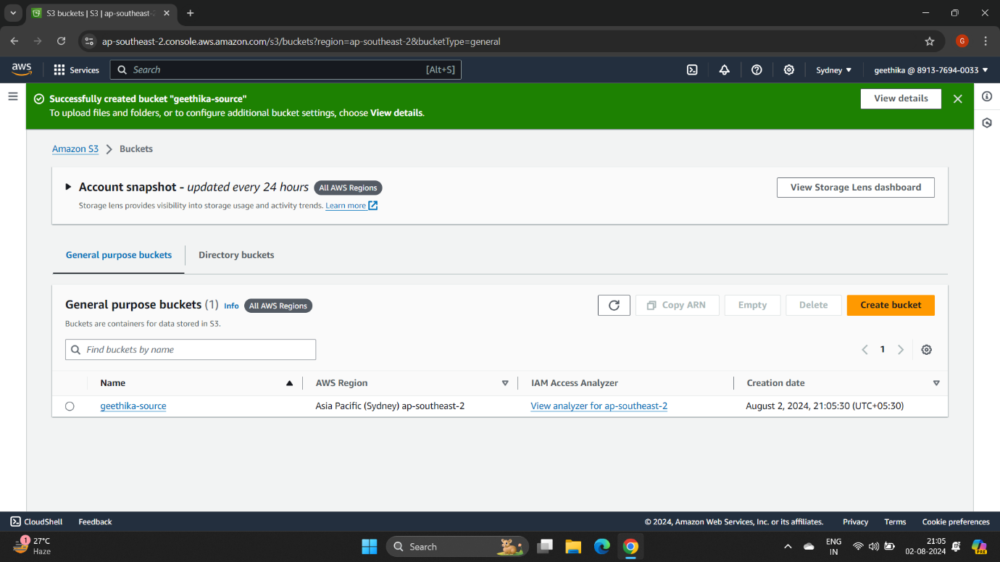 S3 buckets | S3 | ap-southeast-2
ap-southeast-2.console.aws.amazon.com/s3/buckets?region=ap-southeast-2&bucketType=general
G
aws
Services
Search
[Alt+S]
Sydney
geethika @ 8913-7694-0033
Successfully created bucket "geethika-source"
To upload files and folders, or to configure additional bucket settings, choose View details.
View details
Amazon S3
Buckets
Account snapshot - updated every 24 hours
All AWS Regions
Storage lens provides visibility into storage usage and activity trends. Learn more
View Storage Lens dashboard
General purpose buckets
Directory buckets
General purpose buckets (1)
Info
All AWS Regions
Copy ARN
Empty
Delete
Create bucket
Buckets are containers for data stored in S3.
Find buckets by name
1
Name
AWS Region
IAM Access Analyzer
Creation date
geethika-source
Asia Pacific (Sydney) ap-southeast-2
View analyzer for ap-southeast-2
August 2, 2024, 21:05:30 (UTC+05:30)
CloudShell
Feedback
© 2024, Amazon Web Services, Inc. or its affiliates.
Privacy
Terms
Cookie preferences
1
27°C
Haze
Search
ENG
IN
21:05
02-08-2024
PRE